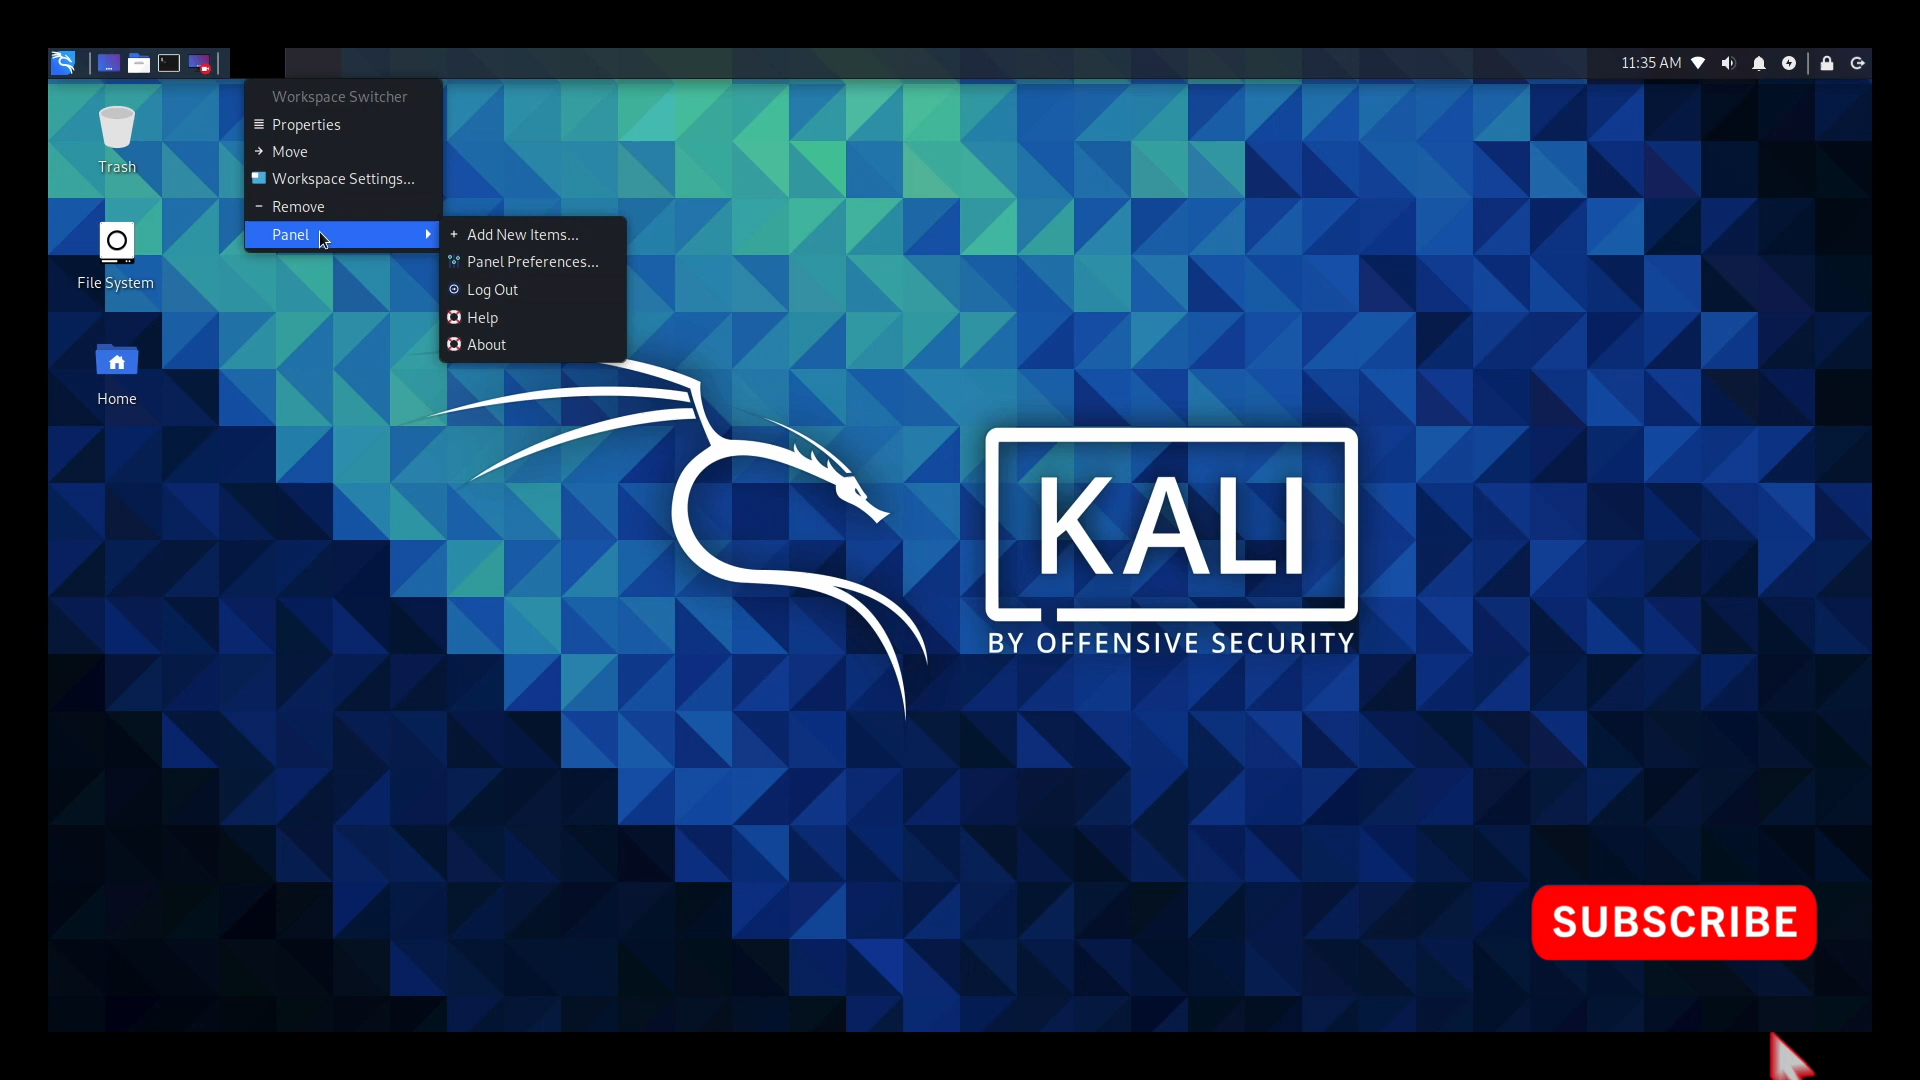 11:35 AM
Workspace Switcher
Properties
Move
Workspace Settings...
Remove
Panel
Add New Items...
Panel Preferences...
Log Out
Help
About
Trash
File System
Home
KALI
BY OFFENSIVE SECURITY
SUBSCRIBE